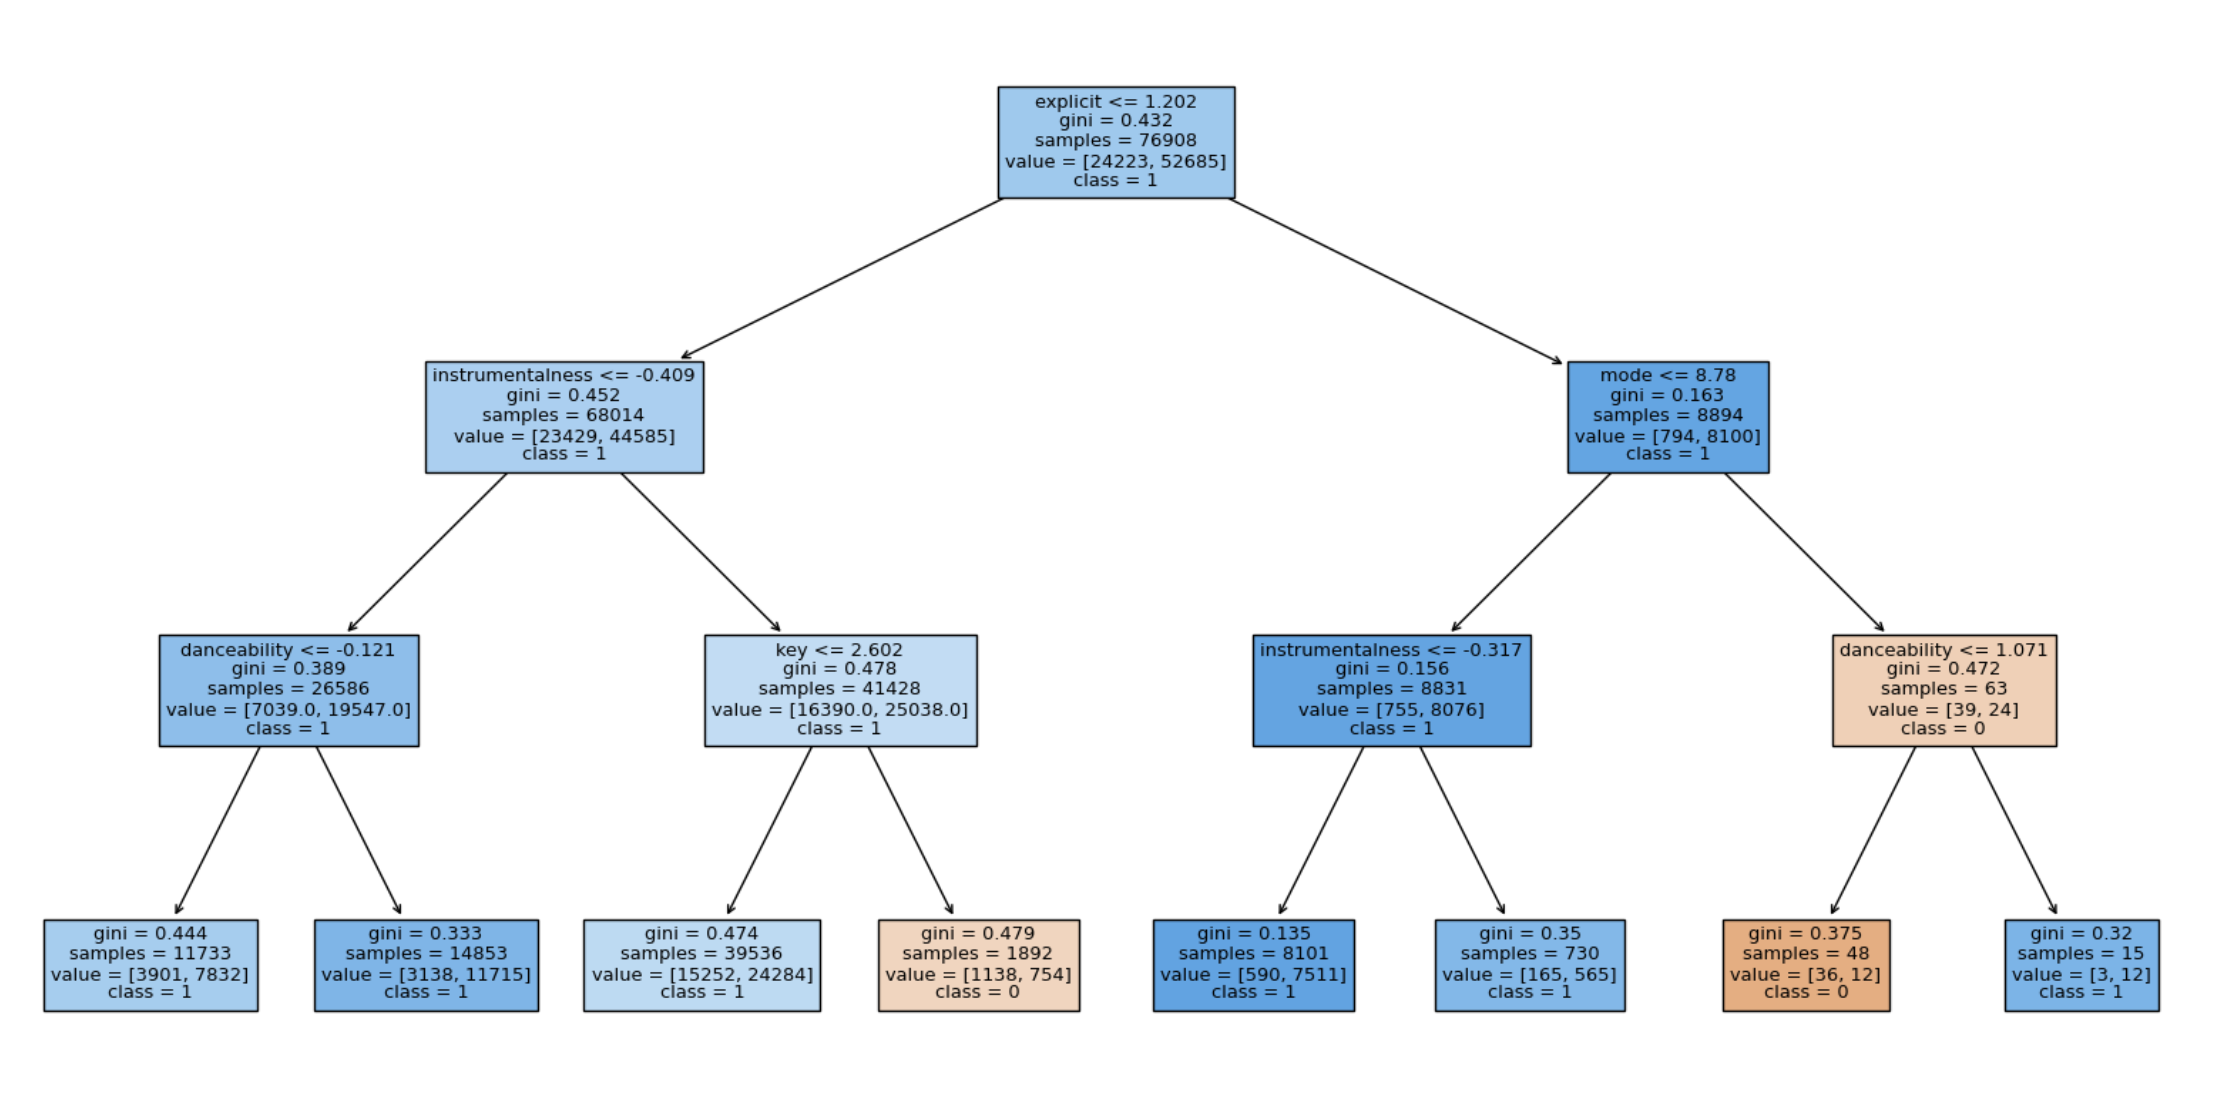 explicit <= 1.202
gini = 0.432
samples = 76908
value = [24223, 52685]
class = 1
instrumentalness <= -0.409
gini = 0.452
samples = 68014
value = [23429, 44585]
class = 1
mode <= 8.78
gini = 0.163
samples = 8894
value = [794, 8100]
class = 1
danceability <= -0.121
gini = 0.389
samples = 26586
value = [7039.0, 19547.0]
class = 1
key <= 2.602
gini = 0.478
samples = 41428
value = [16390.0, 25038.0]
class = 1
instrumentalness <= -0.317
gini = 0.156
samples = 8831
value = [755, 8076]
class = 1
danceability <= 1.071
gini = 0.472
samples = 63
value = [39, 24]
class = 0
gini = 0.444
samples = 11733
value = [3901, 7832]
class = 1
gini = 0.333
samples = 14853
value = [3138, 11715]
class = 1
gini = 0.474
samples = 39536
value = [15252, 24284]
class = 1
gini = 0.479
samples = 1892
value = [1138, 754]
class = 0
gini = 0.135
samples = 8101
value = [590, 7511]
class = 1
gini = 0.35
samples = 730
value = [165, 565]
class = 1
gini = 0.375
samples = 48
value = [36, 12]
class = 0
gini = 0.32
samples = 15
value = [3, 12]
class = 1